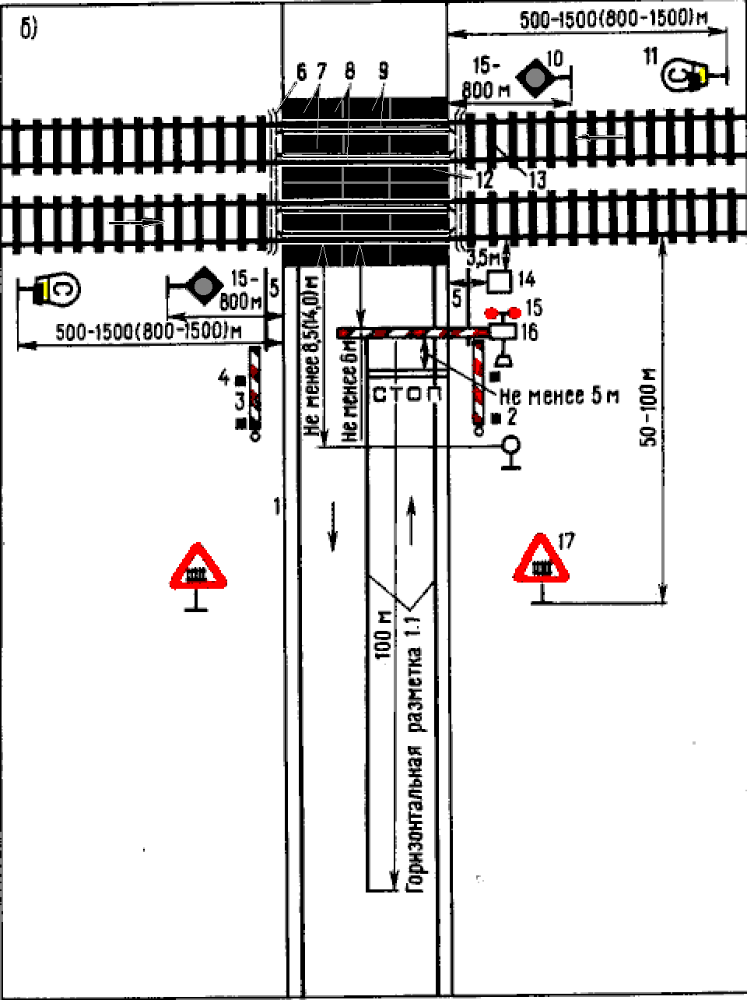 б)
500-1500(800-1500)м
6 7 8 9
15-
800 м
10
11
С
12
13
3,5м
14
5
15
16
С
15-
800м
5
500-1500(800-1500)м
Не менее 8,5(14,0)м
Не менее 6м
4
3
СТОП
Не менее 5 м
2
50-100 м
1
17
100 м
Горизонтальная разметка 1.1